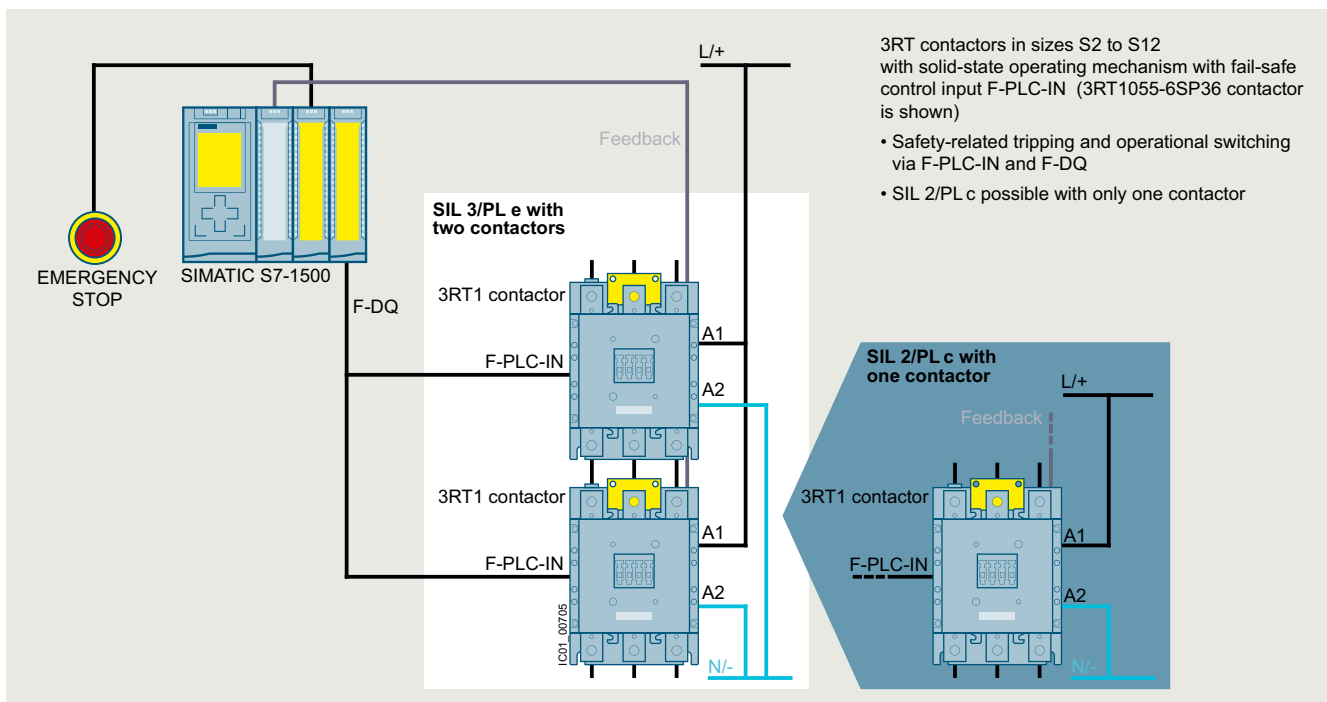 3RT contactors in sizes S2 to S12
with solid-state operating mechanism with fail-safe
control input F-PLC-IN (3RT1055-6SP36 contactor
is shown)
• Safety-related tripping and operational switching
via F-PLC-IN and F-DQ
• SIL 2/PL c possible with only one contactor
L/+
Feedback
EMERGENCY
STOP
SIMATIC S7-1500
F-DQ
SIL 3/PL e with
two contactors
3RT1 contactor
A1
F-PLC-IN
A2
3RT1 contactor
A1
F-PLC-IN
A2
IC01_00705
N/-
SIL 2/PL c with
one contactor
L/+
Feedback
3RT1 contactor
A1
F-PLC-IN
A2
N/-